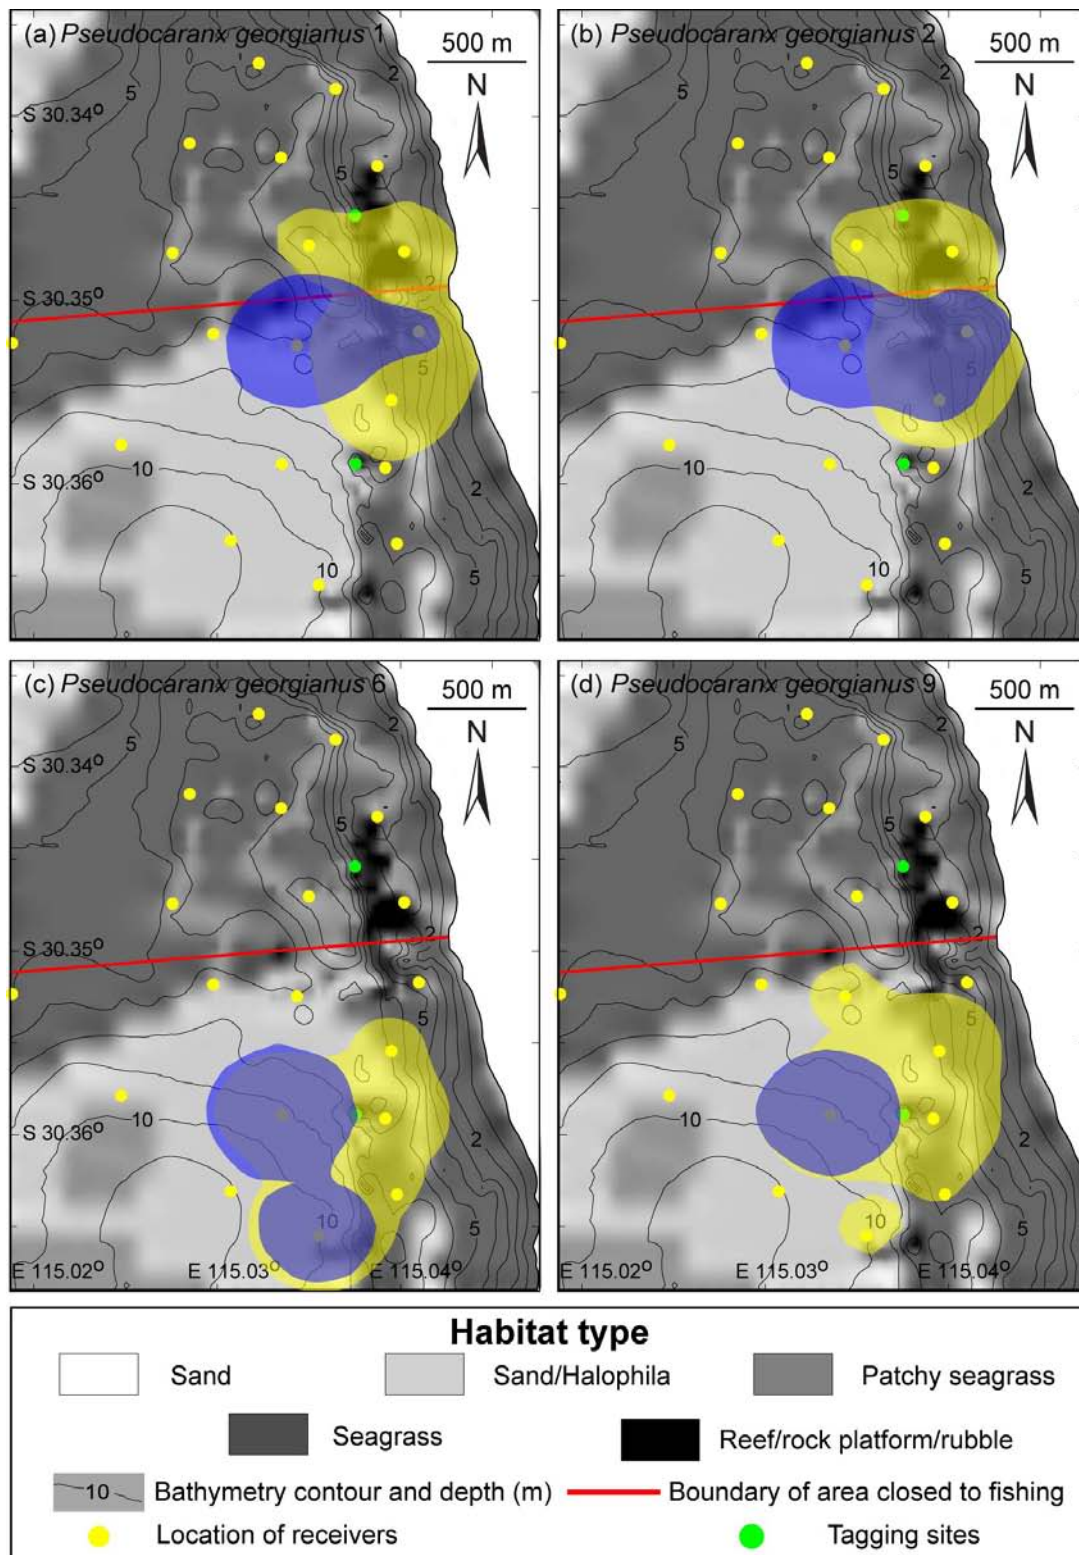 (a) Pseudocaranx georgianus 1
500 m
N
2
5
S 30.34°
5
S 30.35°
2
5
S 30.36°
10
2
10
5
(b) Pseudocaranx georgianus 2
500 m
N
2
5
5
2
5
10
2
10
5
(c) Pseudocaranx georgianus 6
500 m
N
2
5
S 30.34°
5
S 30.35°
2
5
10
S 30.36°
2
10
5
E 115.02° E 115.03° E 115.04°
(d) Pseudocaranx georgianus 9
500 m
N
2
5
5
2
5
10
2
10
5
E 115.02° E 115.03° E 115.04°
Habitat type
Sand Sand/Halophila Patchy seagrass
Seagrass Reef/rock platform/rubble
10 Bathymetry contour and depth (m) Boundary of area closed to fishing
Location of receivers Tagging sites